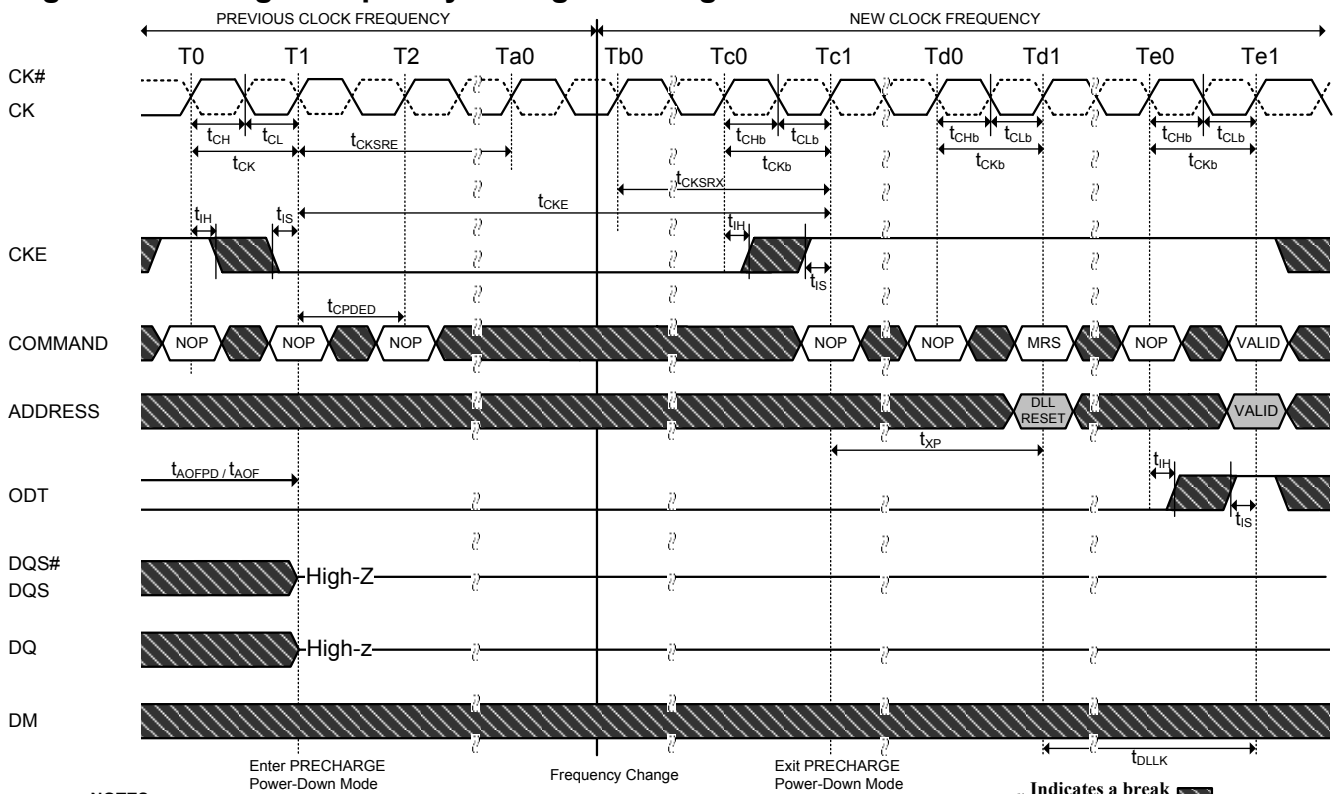 PREVIOUS CLOCK FREQUENCY NEW CLOCK FREQUENCY
T0 T1 T2 Ta0 Tb0 Tc0 Tc1 Td0 Td1 Te0 Te1
CK#
CK
tCH tCL tCHb tCLb tCHb tCLb tCHb tCLb
tCK tCKSRE tCKb tCKb tCKb
tCKSRX
tCKE
tIH tIS tIH
CKE
tIS
tCPDED
COMMAND NOP NOP NOP NOP NOP MRS NOP VALID
ADDRESS DLL RESET VALID
tXP
tAOFPD / tAOF tIH
ODT
tIS
DQS#
DQS
High-Z
DQ High-z
DM
tDLLK
Enter PRECHARGE
Power-Down Mode
Frequency Change
Exit PRECHARGE
Power-Down Mode
Indicates a break